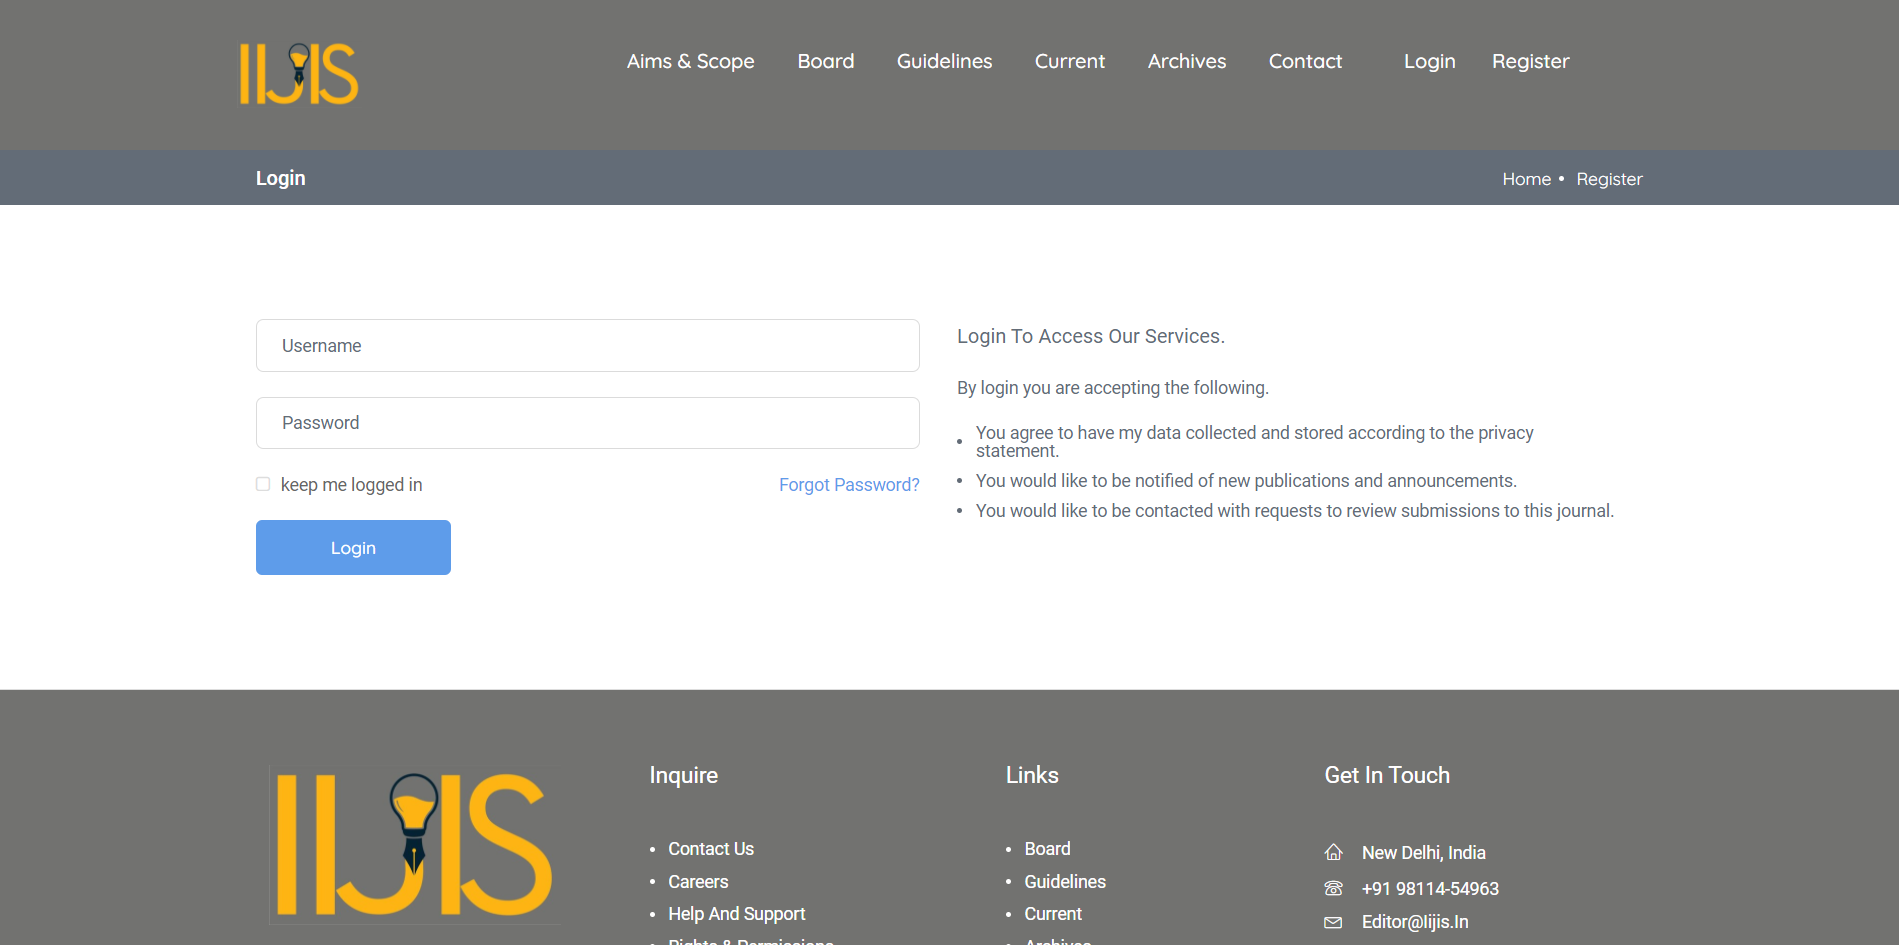 IIJIS
Aims & Scope
Board
Guidelines
Current
Archives
Contact
Login
Register
Login
Home • Register
Username
Password
keep me logged in
Forgot Password?
Login
Login To Access Our Services.
By login you are accepting the following.
• You agree to have my data collected and stored according to the privacy
statement.
• You would like to be notified of new publications and announcements.
• You would like to be contacted with requests to review submissions to this journal.
IIJIS
Inquire
• Contact Us
• Careers
• Help And Support
• Rights & Permissions
Links
• Board
• Guidelines
• Current
• Archives
Get In Touch
New Delhi, India
+91 98114-54963
Editor@Iijis.In